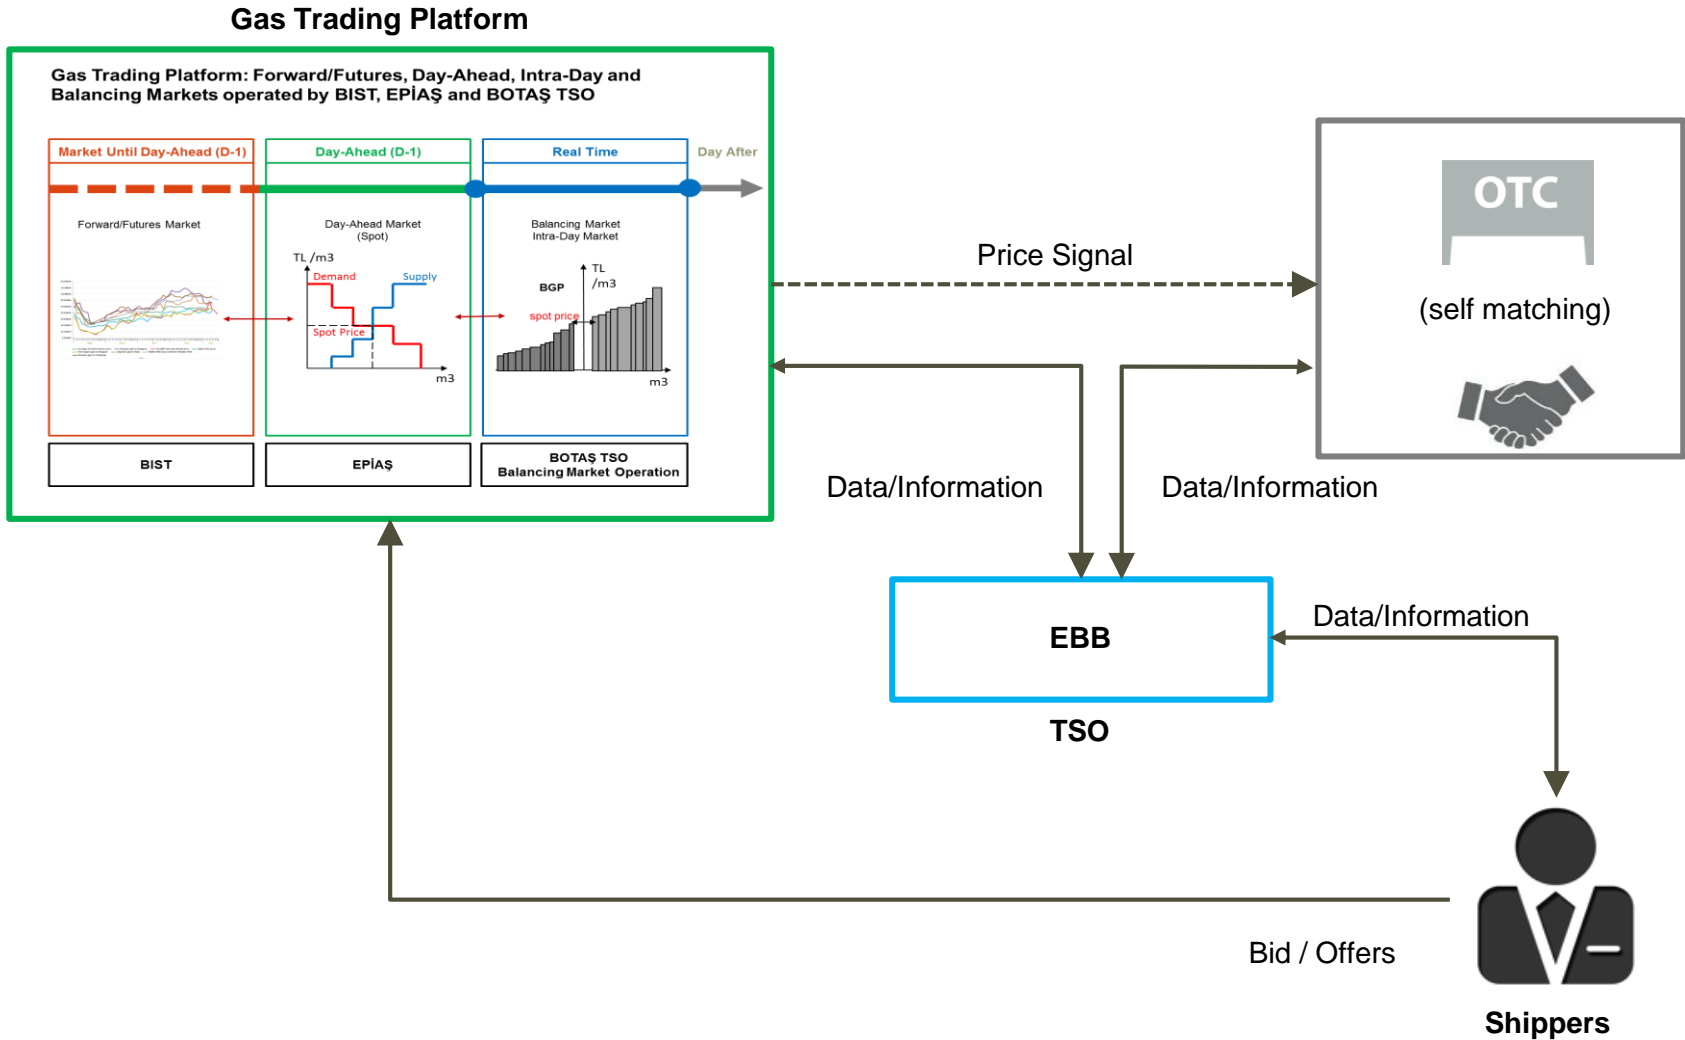 Gas Trading Platform
Gas Trading Platform: Forward/Futures, Day-Ahead, Intra-Day and
Balancing Markets operated by BIST, EPİAŞ and BOTAŞ TSO
Market Until Day-Ahead (D-1)
Day-Ahead (D-1)
Real Time
Day After
Forward/Futures Market
Day-Ahead Market
(Spot)
TL /m3
Demand
Supply
Spot Price
m3
Balancing Market
Intra-Day Market
TL
/m3
BGP
spot price
m3
BIST
EPİAŞ
BOTAŞ TSO
Balancing Market Operation
Price Signal
OTC
(self matching)
Data/Information
Data/Information
EBB
TSO
Data/Information
Bid / Offers
Shippers